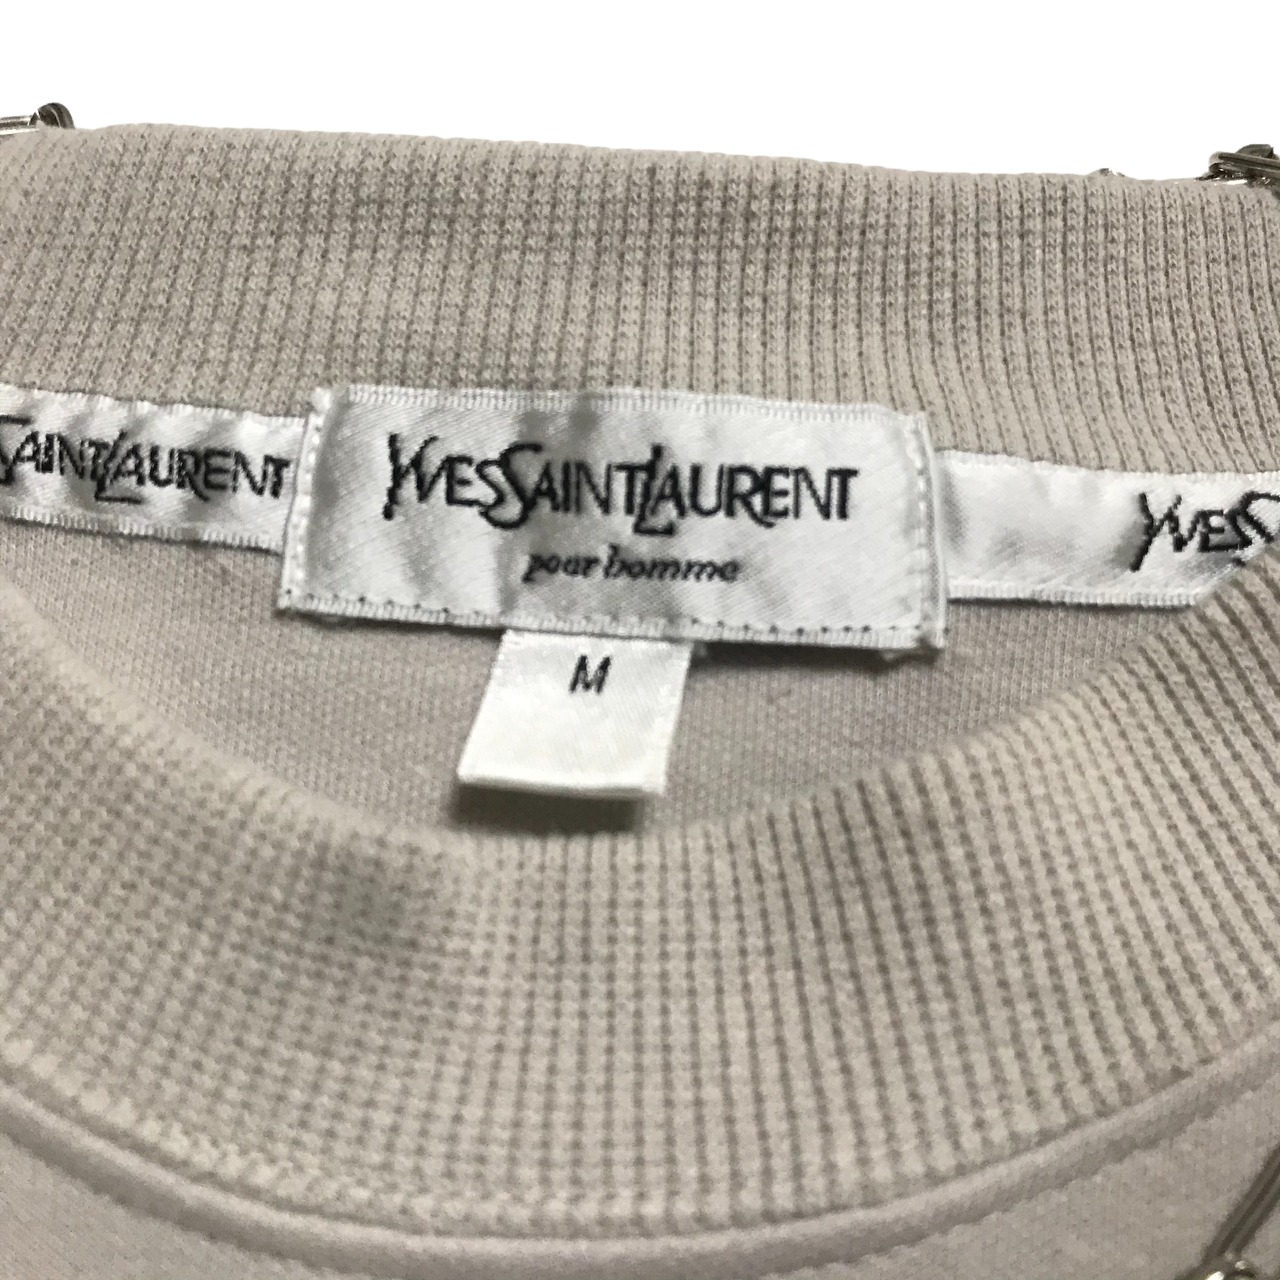 SAINTLAURENT
YVESSAINTLAURENT
pour homme
M
YVESS